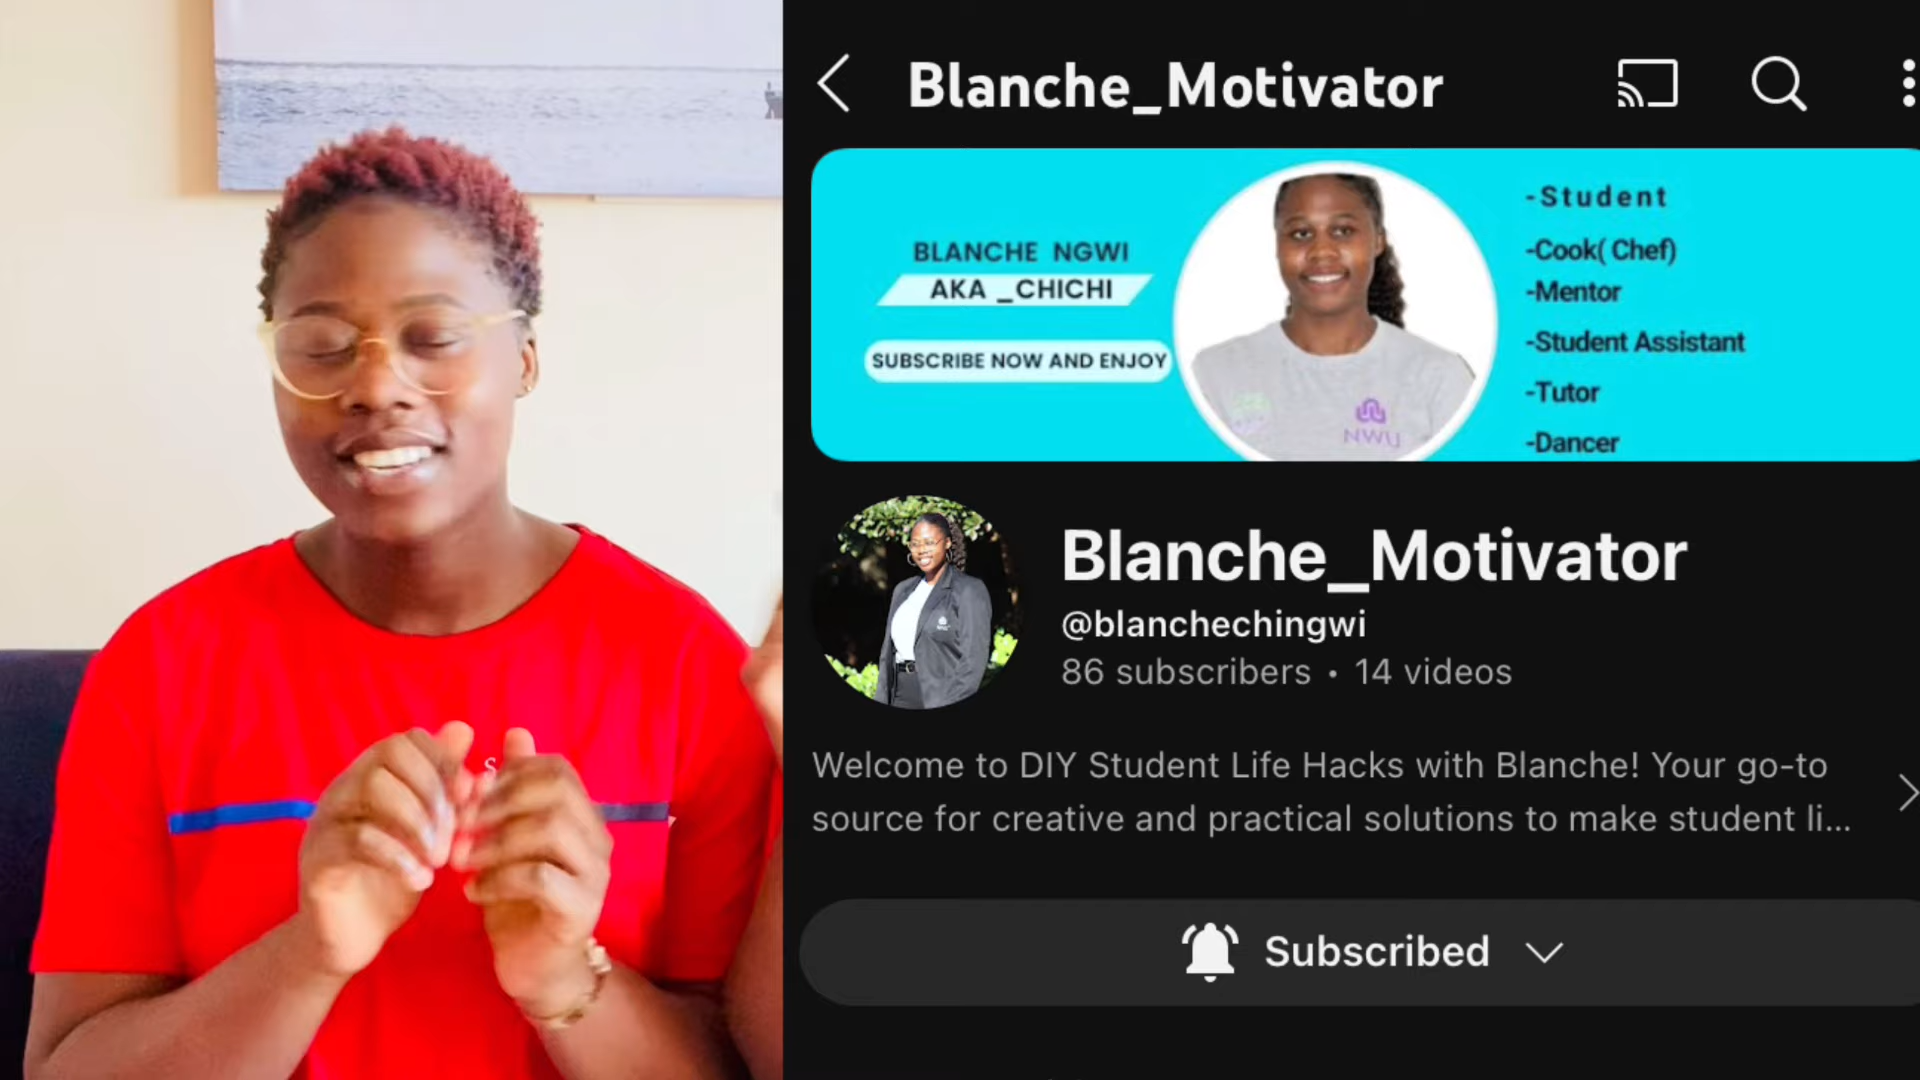 Blanche_Motivator
BLANCHE NGWI
AKA _CHICHI
SUBSCRIBE NOW AND ENJOY
-Student
-Cook( Chef)
-Mentor
-Student Assistant
-Tutor
-Dancer
NWU
Blanche_Motivator
@blanchechingwi
86 subscribers • 14 videos
Welcome to DIY Student Life Hacks with Blanche! Your go-to
source for creative and practical solutions to make student li...
Subscribed
S